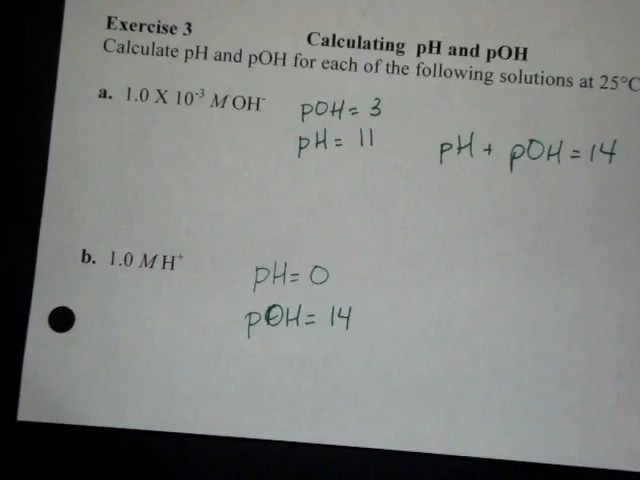 Exercise 3
Calculating pH and pOH
Calculate pH and pOH for each of the following solutions at 25°C
a. 1.0 X 10⁻³ M OH⁻
pOH = 3
pH = 11
pH + pOH = 14
b. 1.0 M H⁺
pH = 0
pOH = 14